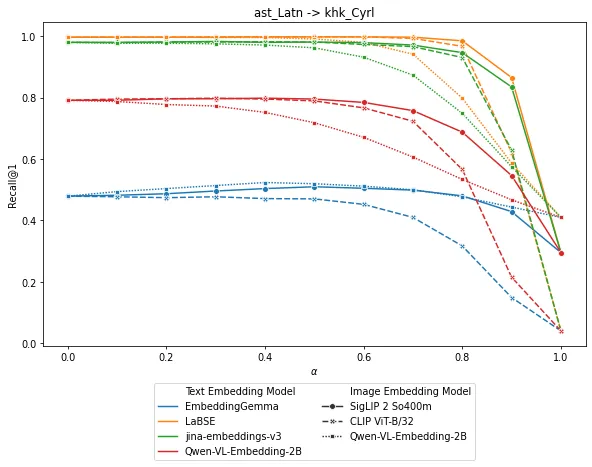 ast_Latn -> khk_Cyrl
Recall@1
1.0
0.8
0.6
0.4
0.2
0.0
0.0 0.2 0.4 0.6 0.8 1.0
α
Text Embedding Model Image Embedding Model
EmbeddingGemma SigLIP 2 So400m
LaBSE CLIP ViT-B/32
jina-embeddings-v3 Qwen-VL-Embedding-2B
Qwen-VL-Embedding-2B